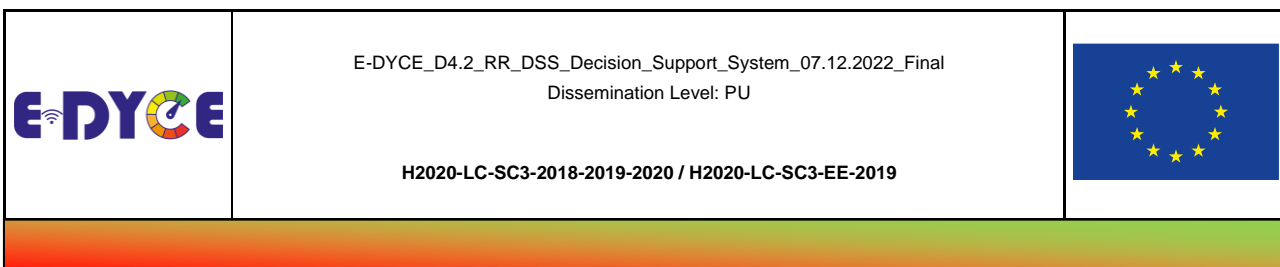 E-DYCE
E-DYCE_D4.2_RR_DSS_Decision_Support_System_07.12.2022_Final
Dissemination Level: PU
H2020-LC-SC3-2018-2019-2020 / H2020-LC-SC3-EE-2019